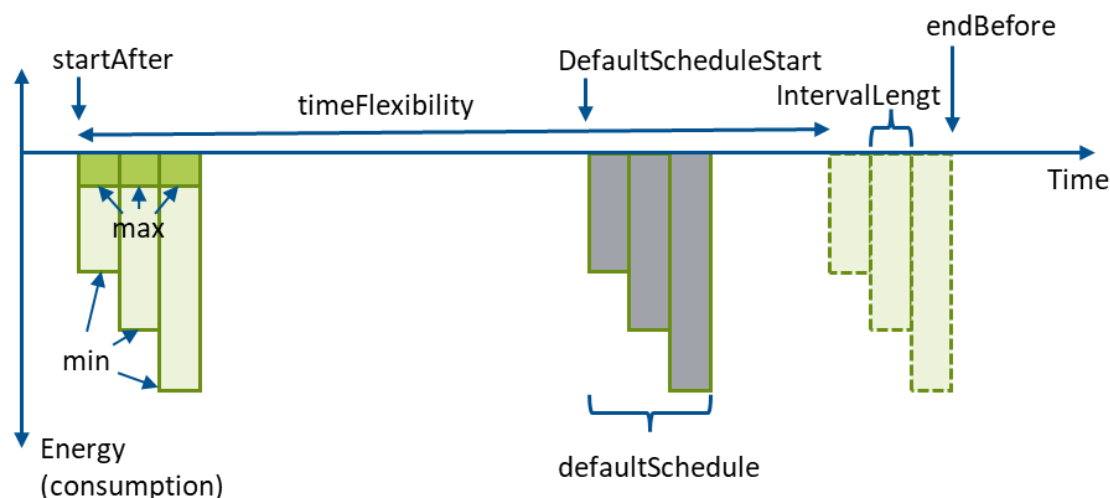 endBefore
startAfter
DefaultScheduleStart
timeFlexibility
IntervalLengt
Time
max
min
Energy
(consumption)
defaultSchedule